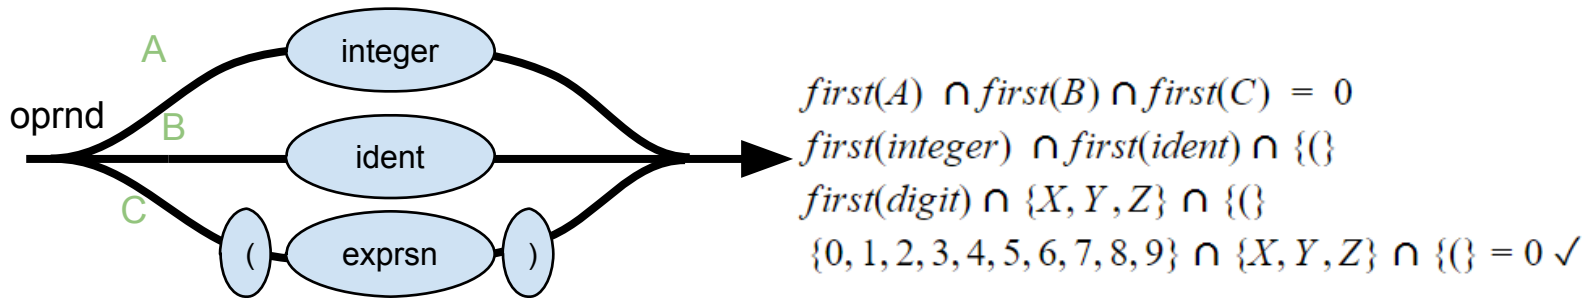 A
integer
oprnd
B
ident
C
(
exprsn
)
first(A) ∩ first(B) ∩ first(C) = 0
first(integer) ∩ first(ident) ∩ {(}
first(digit) ∩ {X, Y, Z} ∩ {(}
{0, 1, 2, 3, 4, 5, 6, 7, 8, 9} ∩ {X, Y, Z} ∩ {(} = 0 ✓